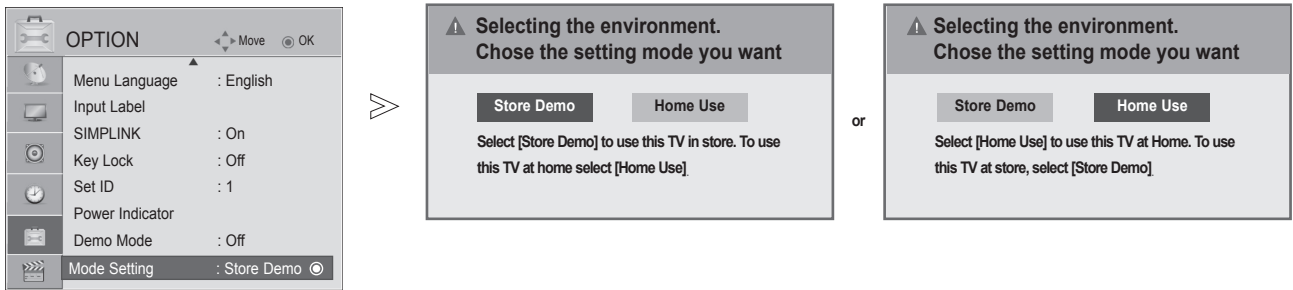 OPTION
Move OK
Menu Language : English
Input Label
SIMPLINK : On
Key Lock : Off
Set ID : 1
Power Indicator
Demo Mode : Off
Mode Setting : Store Demo
Selecting the environment.
Chose the setting mode you want
Store Demo Home Use
Select [Store Demo] to use this TV in store. To use
this TV at home select [Home Use].
or
Selecting the environment.
Chose the setting mode you want
Store Demo Home Use
Select [Home Use] to use this TV at Home. To use
this TV at store, select [Store Demo].